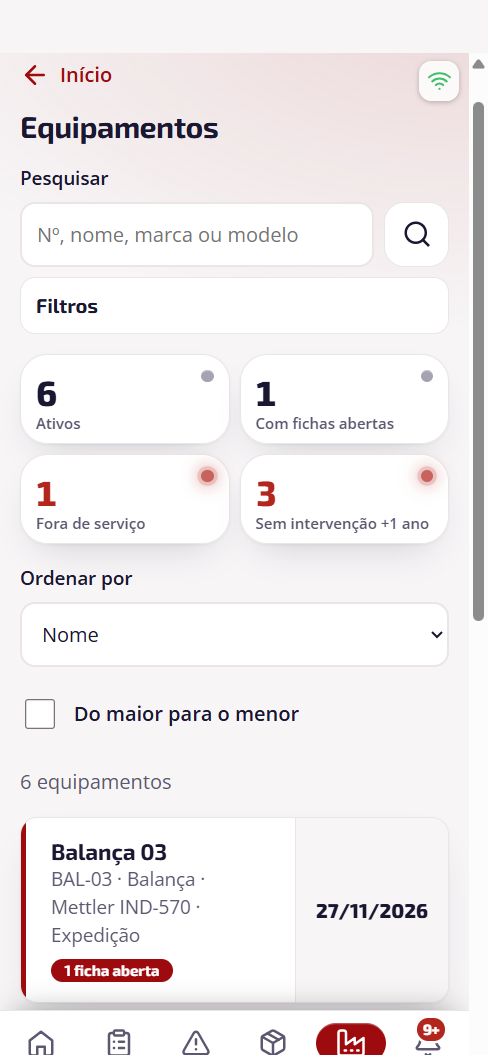 Início
Equipamentos
Pesquisar
Nº, nome, marca ou modelo
Filtros
6
Ativos
1
Com fichas abertas
1
Fora de serviço
3
Sem intervenção +1 ano
Ordenar por
Nome
Do maior para o menor
6 equipamentos
Balança 03
BAL-03 · Balança ·
Mettler IND-570 ·
Expedição
1 ficha aberta
27/11/2026
9+